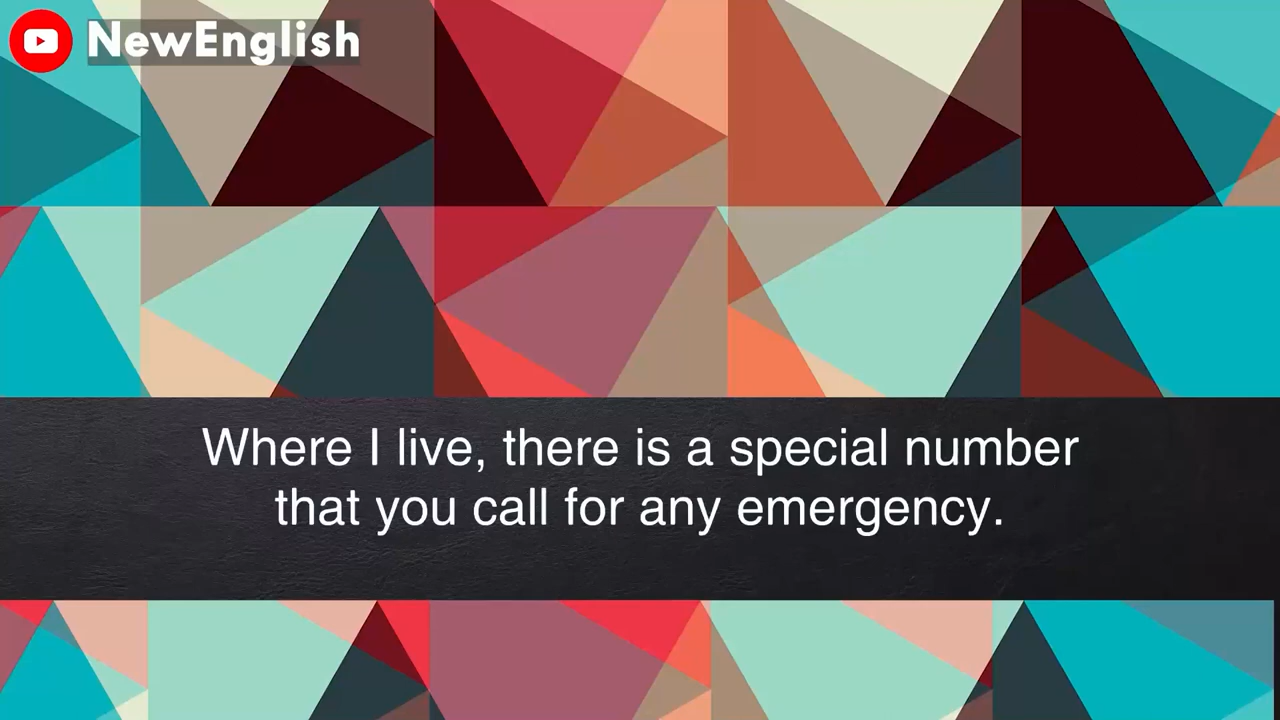 NewEnglish
Where I live, there is a special number
that you call for any emergency.